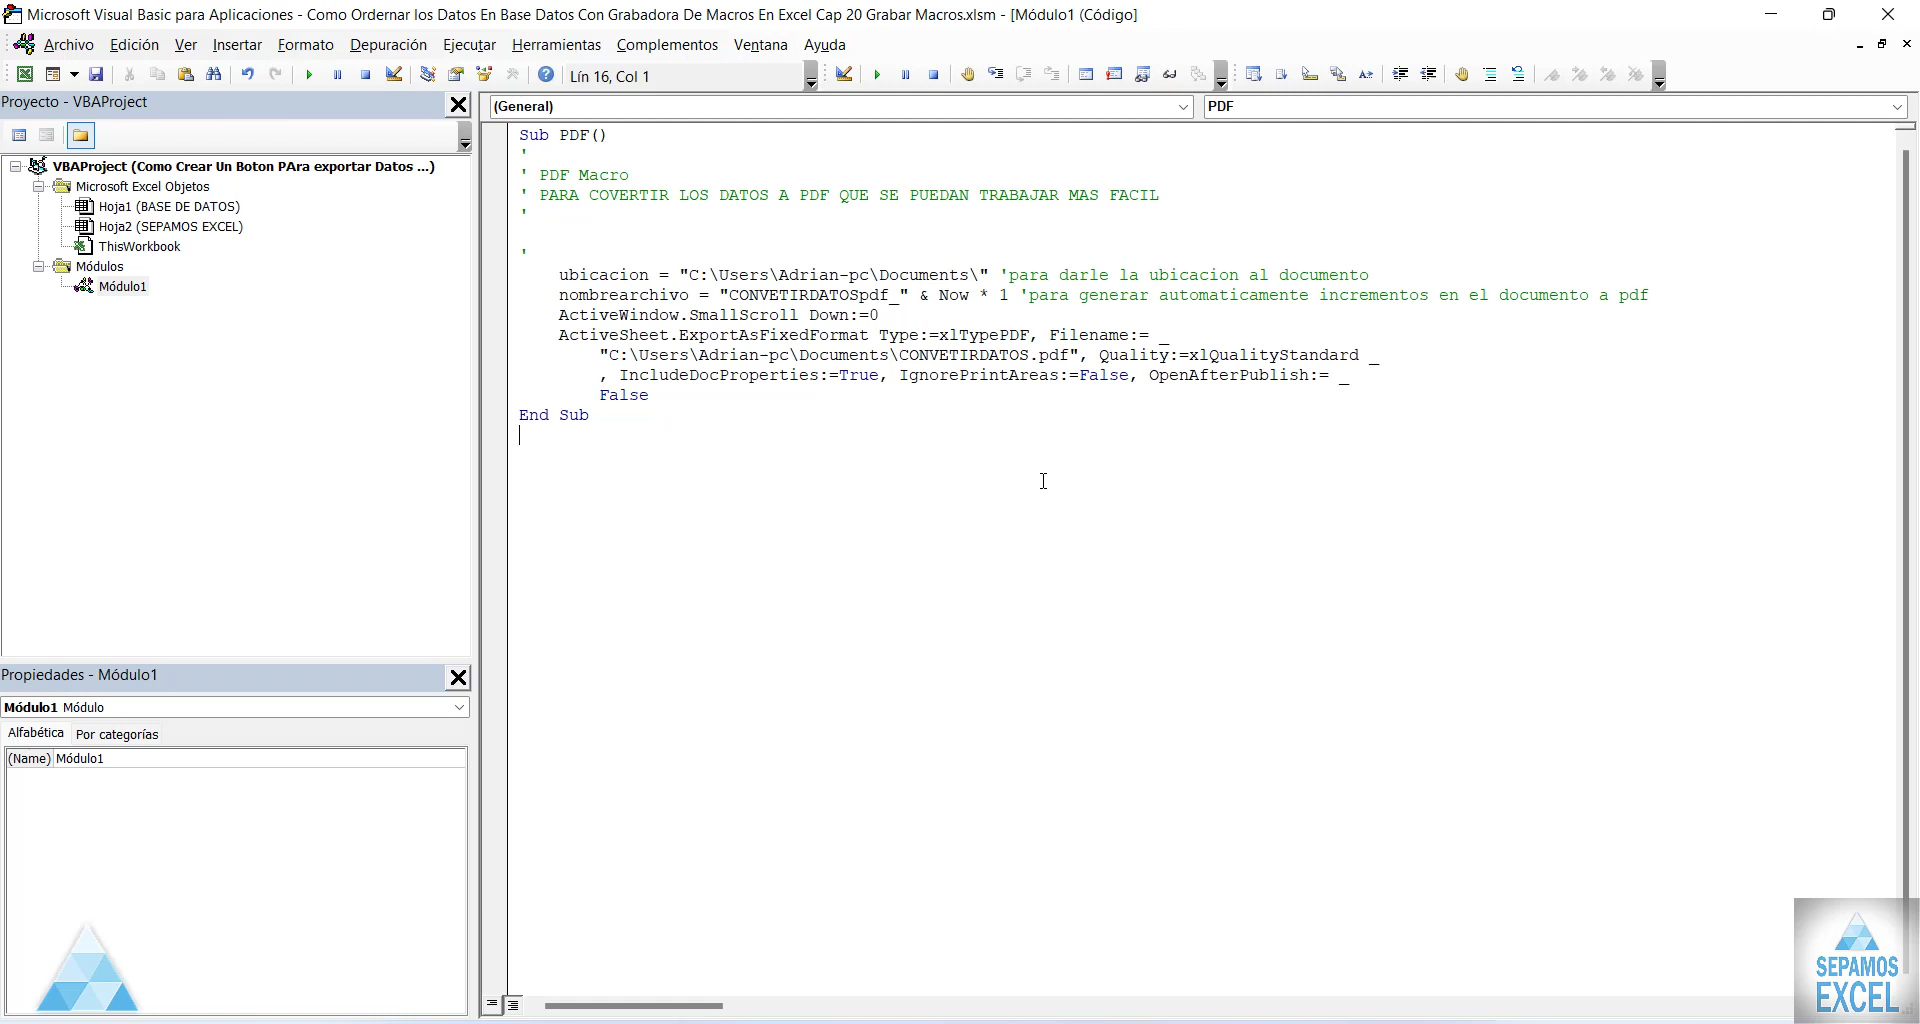 Microsoft Visual Basic para Aplicaciones - Como Ordernar los Datos En Base Datos Con Grabadora De Macros En Excel Cap 20 Grabar Macros.xlsm - [Módulo1 (Código)]
Archivo Edición Ver Insertar Formato Depuración Ejecutar Herramientas Complementos Ventana Ayuda
Lín 16, Col 1
Proyecto - VBAProject
(General) PDF
VBAProject (Como Crear Un Boton PAra exportar Datos ...)
Microsoft Excel Objetos
Hoja1 (BASE DE DATOS)
Hoja2 (SEPAMOS EXCEL)
ThisWorkbook
Módulos
Módulo1
Sub PDF()
'
' PDF Macro
' PARA COVERTIR LOS DATOS A PDF QUE SE PUEDAN TRABAJAR MAS FACIL
'
'
ubicacion = "C:\Users\Adrian-pc\Documents\" 'para darle la ubicacion al documento
nombrearchivo = "CONVETIRDATOSpdf_" & Now * 1 'para generar automaticamente incrementos en el documento a pdf
ActiveWindow.SmallScroll Down:=0
ActiveSheet.ExportAsFixedFormat Type:=xlTypePDF, Filename:= _
"C:\Users\Adrian-pc\Documents\CONVETIRDATOS.pdf", Quality:=xlQualityStandard _
, IncludeDocProperties:=True, IgnorePrintAreas:=False, OpenAfterPublish:= _
False
End Sub
Propiedades - Módulo1
Módulo1 Módulo
Alfabética Por categorías
(Name) Módulo1
SEPAMOS
EXCEL